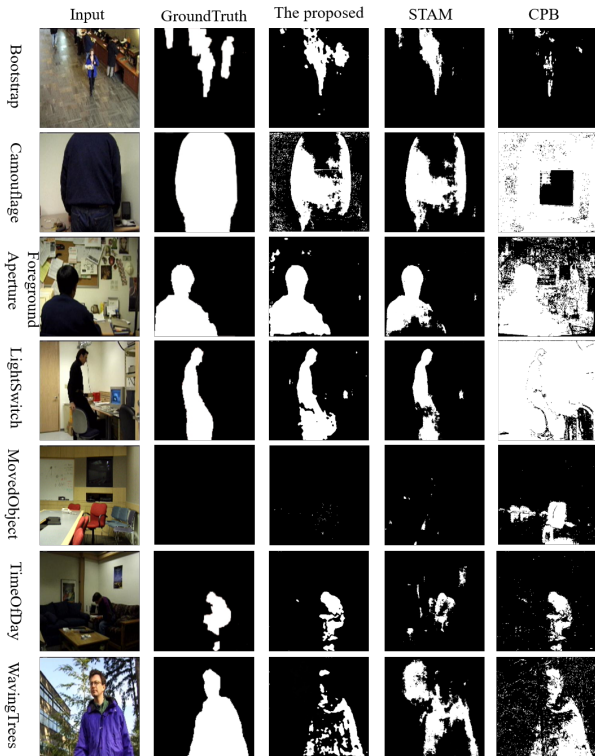 Input GroundTruth The proposed STAM CPB
Bootstrap
Camouflage
Foreground
Aperture
LightSwitch
MovedObject
TimeOfDay
WavingTrees